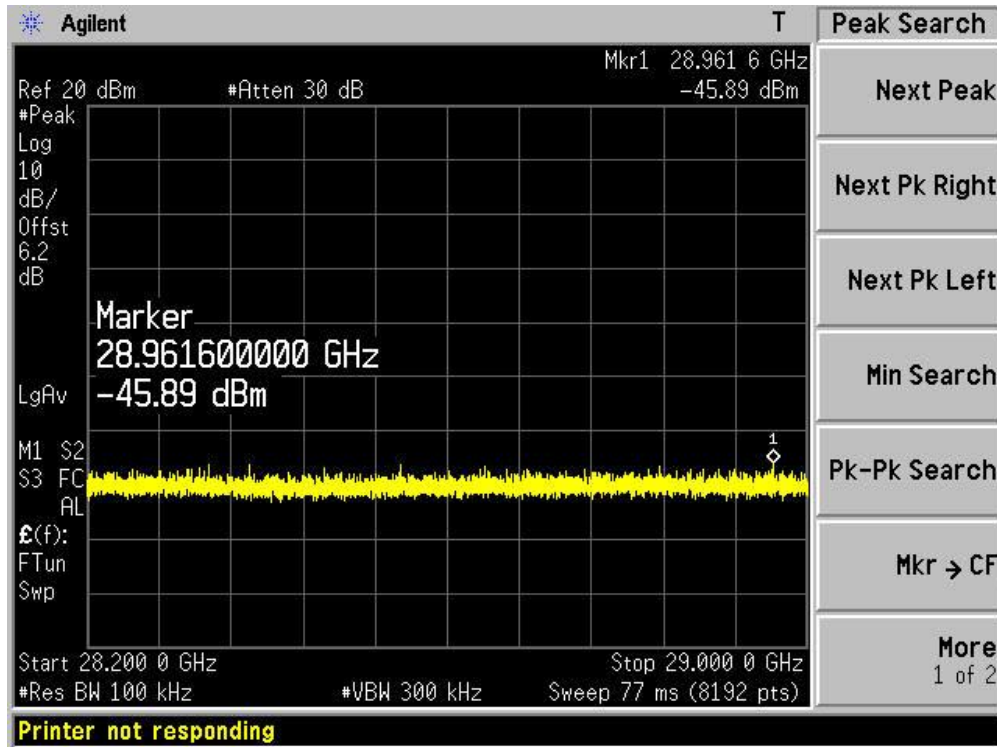 Agilent T
Peak Search
Mkr1 28.961 6 GHz
Ref 20 dBm #Atten 30 dB -45.89 dBm
#Peak
Log
10
dB/
Offst
6.2
dB
Marker
28.961600000 GHz
-45.89 dBm
LgAv
1
M1 S2
S3 FC
AL
£(f):
FTun
Swp
Start 28.200 0 GHz Stop 29.000 0 GHz
#Res BW 100 kHz #VBW 300 kHz Sweep 77 ms (8192 pts)
Printer not responding
Next Peak
Next Pk Right
Next Pk Left
Min Search
Pk-Pk Search
Mkr → CF
More
1 of 2